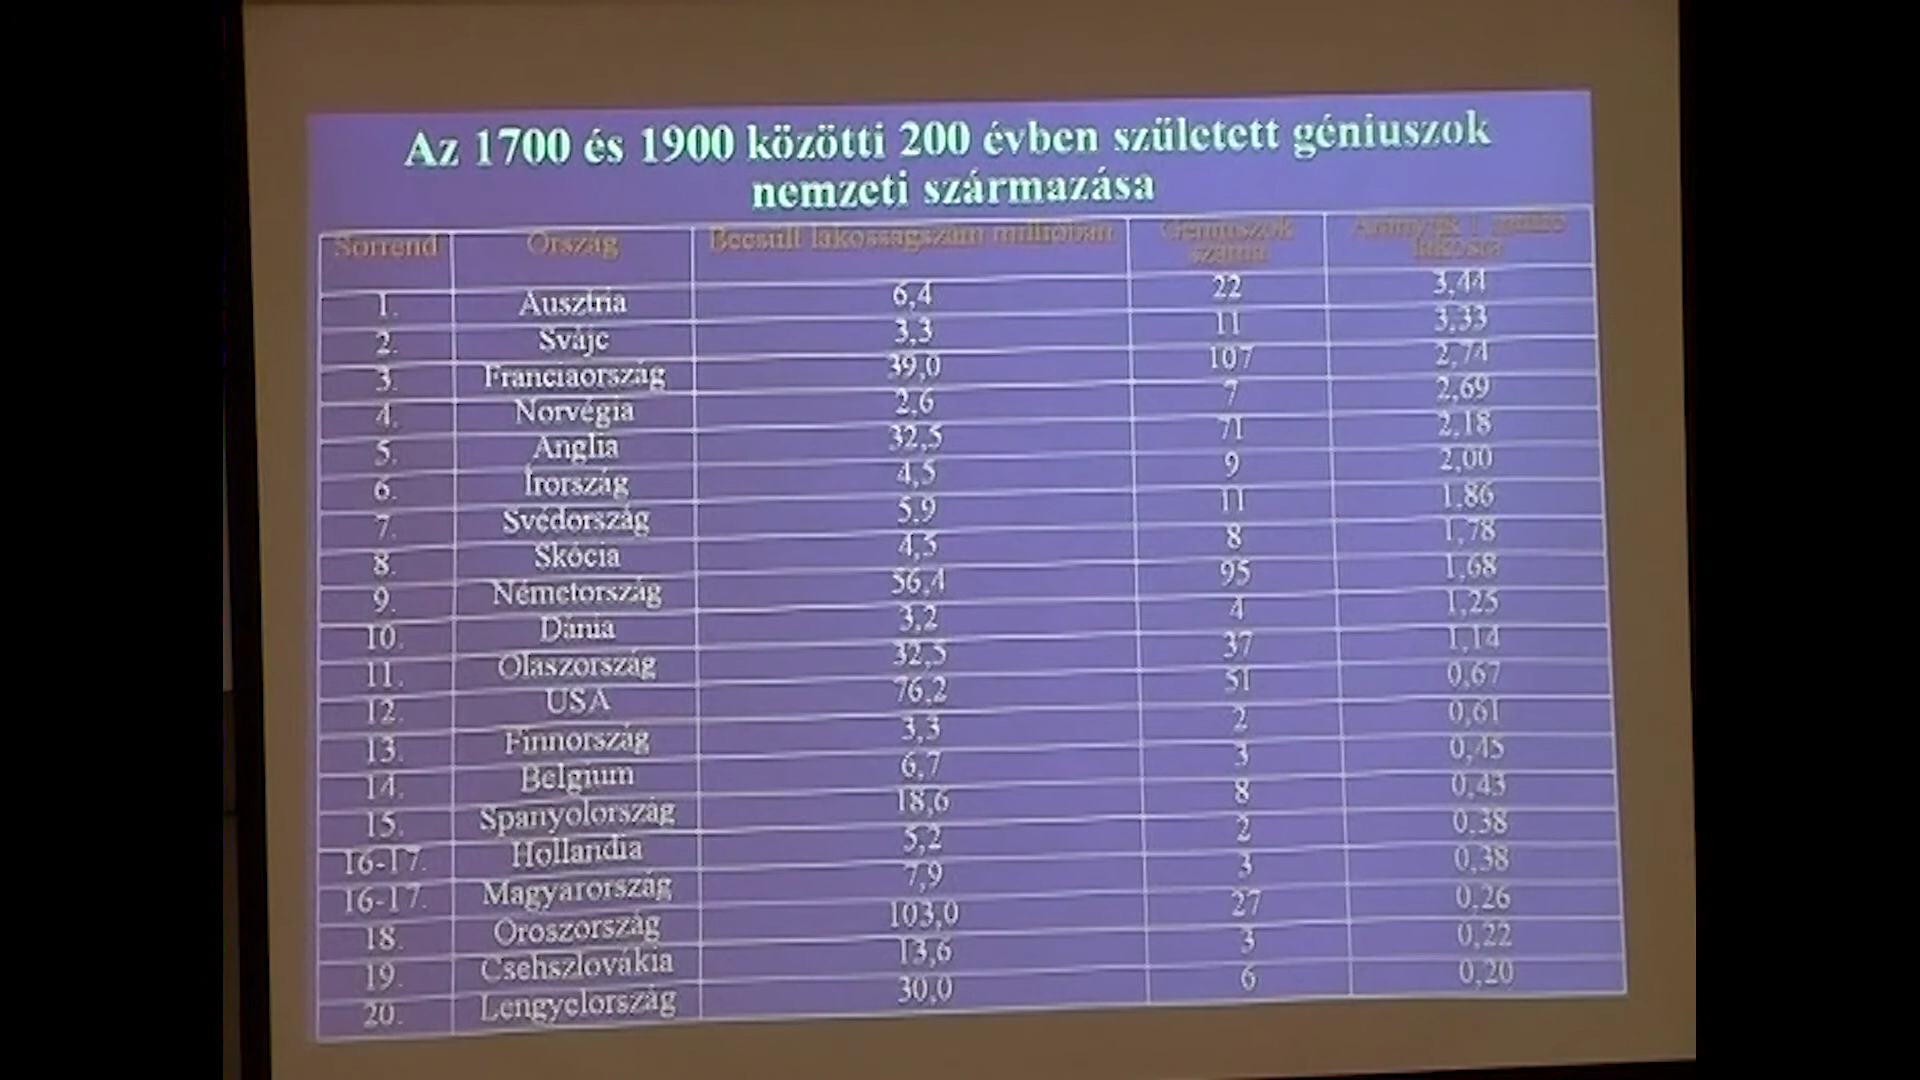 Az 1700 és 1900 közötti 200 évben született géniuszok
nemzeti származása
Sorrend Ország Becsült lakosságszám millióban Géniuszok száma Arányuk 1 millió lakosra
1. Ausztria 6,4 22 3,44
2. Svájc 3,3 11 3,33
3. Franciaország 39,0 107 2,74
4. Norvégia 2,6 7 2,69
5. Anglia 32,5 71 2,18
6. Írország 4,5 9 2,00
7. Svédország 5,9 11 1,86
8. Skócia 4,5 8 1,78
9. Németország 56,4 95 1,68
10. Dánia 3,2 4 1,25
11. Olaszország 32,5 37 1,14
12. USA 76,2 51 0,67
13. Finnország 3,3 2 0,61
14. Belgium 6,7 3 0,45
15. Spanyolország 18,6 8 0,43
16-17. Hollandia 5,2 2 0,38
16-17. Magyarország 7,9 3 0,38
18. Oroszország 103,0 27 0,26
19. Csehszlovákia 13,6 3 0,22
20. Lengyelország 30,0 6 0,20